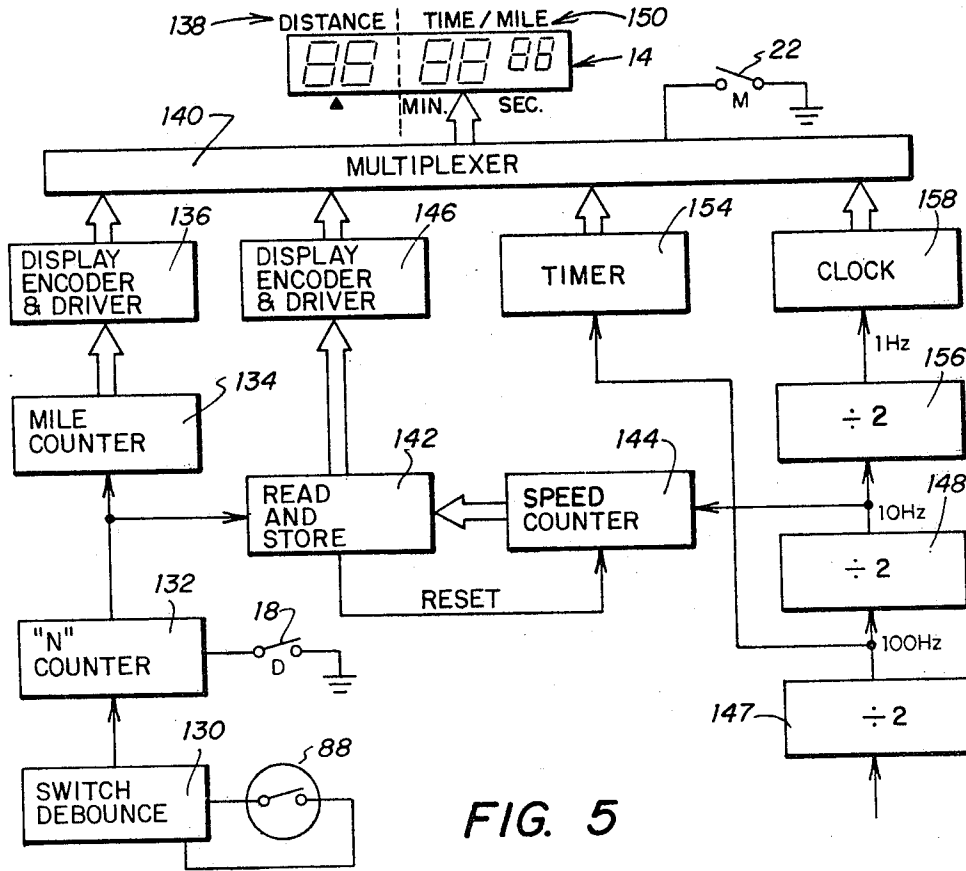 138 DISTANCE TIME/MILE 150
14
MIN. SEC.
22
M
140
MULTIPLEXER
136
DISPLAY
ENCODER
& DRIVER
146
DISPLAY
ENCODER
& DRIVER
154
TIMER
158
CLOCK
1Hz
134
MILE
COUNTER
156
÷ 2
142
READ
AND
STORE
144
SPEED
COUNTER
10Hz
148
÷ 2
RESET
132
"N"
COUNTER
18
D
100Hz
147
÷ 2
130
SWITCH
DEBOUNCE
88
FIG. 5